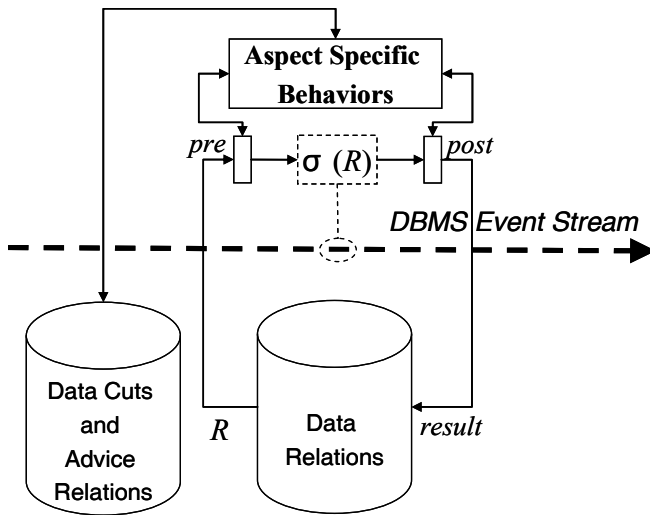 Aspect Specific
Behaviors
pre
σ (R)
post
DBMS Event Stream
Data Cuts
and
Advice
Relations
R
Data
Relations
result